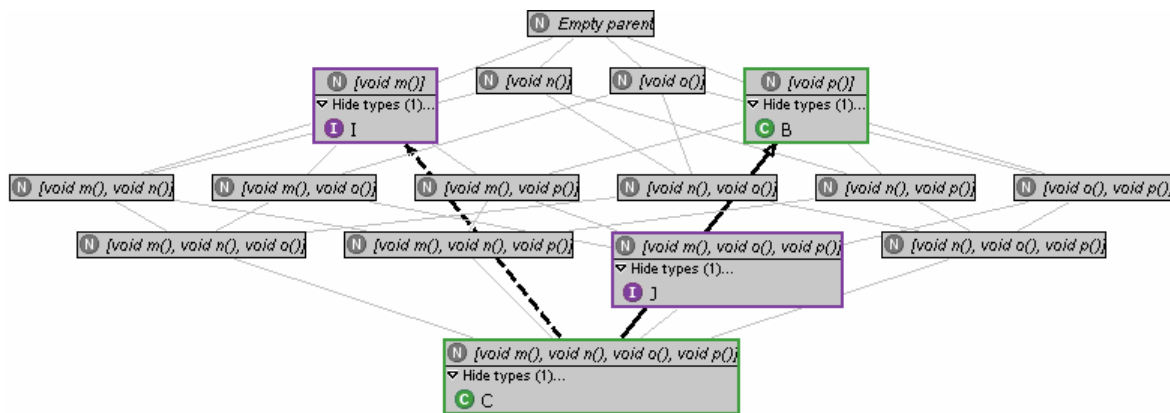 N Empty parent
N [void m()]
Hide types (1)...
I I
N [void n()]
N [void o()]
N [void p()]
Hide types (1)...
C B
N [void m(), void n()]
N [void m(), void o()]
N [void m(), void p()]
N [void n(), void o()]
N [void n(), void p()]
N [void o(), void p()]
N [void m(), void n(), void o()]
N [void m(), void n(), void p()]
N [void m(), void o(), void p()]
Hide types (1)...
I J
N [void n(), void o(), void p()]
N [void m(), void n(), void o(), void p()]
Hide types (1)...
C C